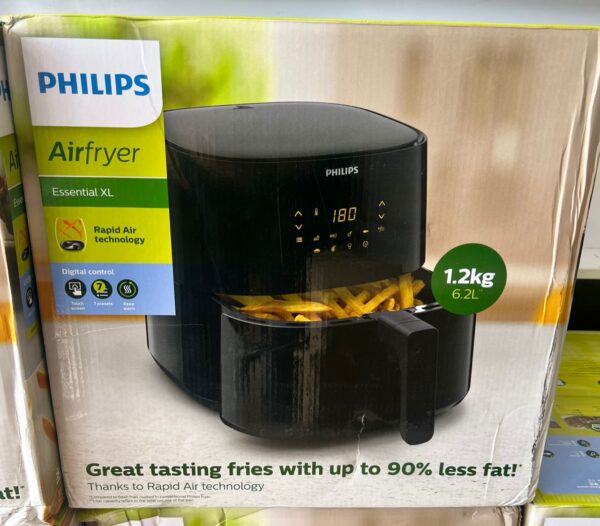 PHILIPS
Airfryer
Essential XL
Rapid Air
technology
Digital control
Touch
screen
7 presets
Keep
warm
PHILIPS
180
1.2kg
6.2L**
Great tasting fries with up to 90% less fat!*
Thanks to Rapid Air technology
at!*